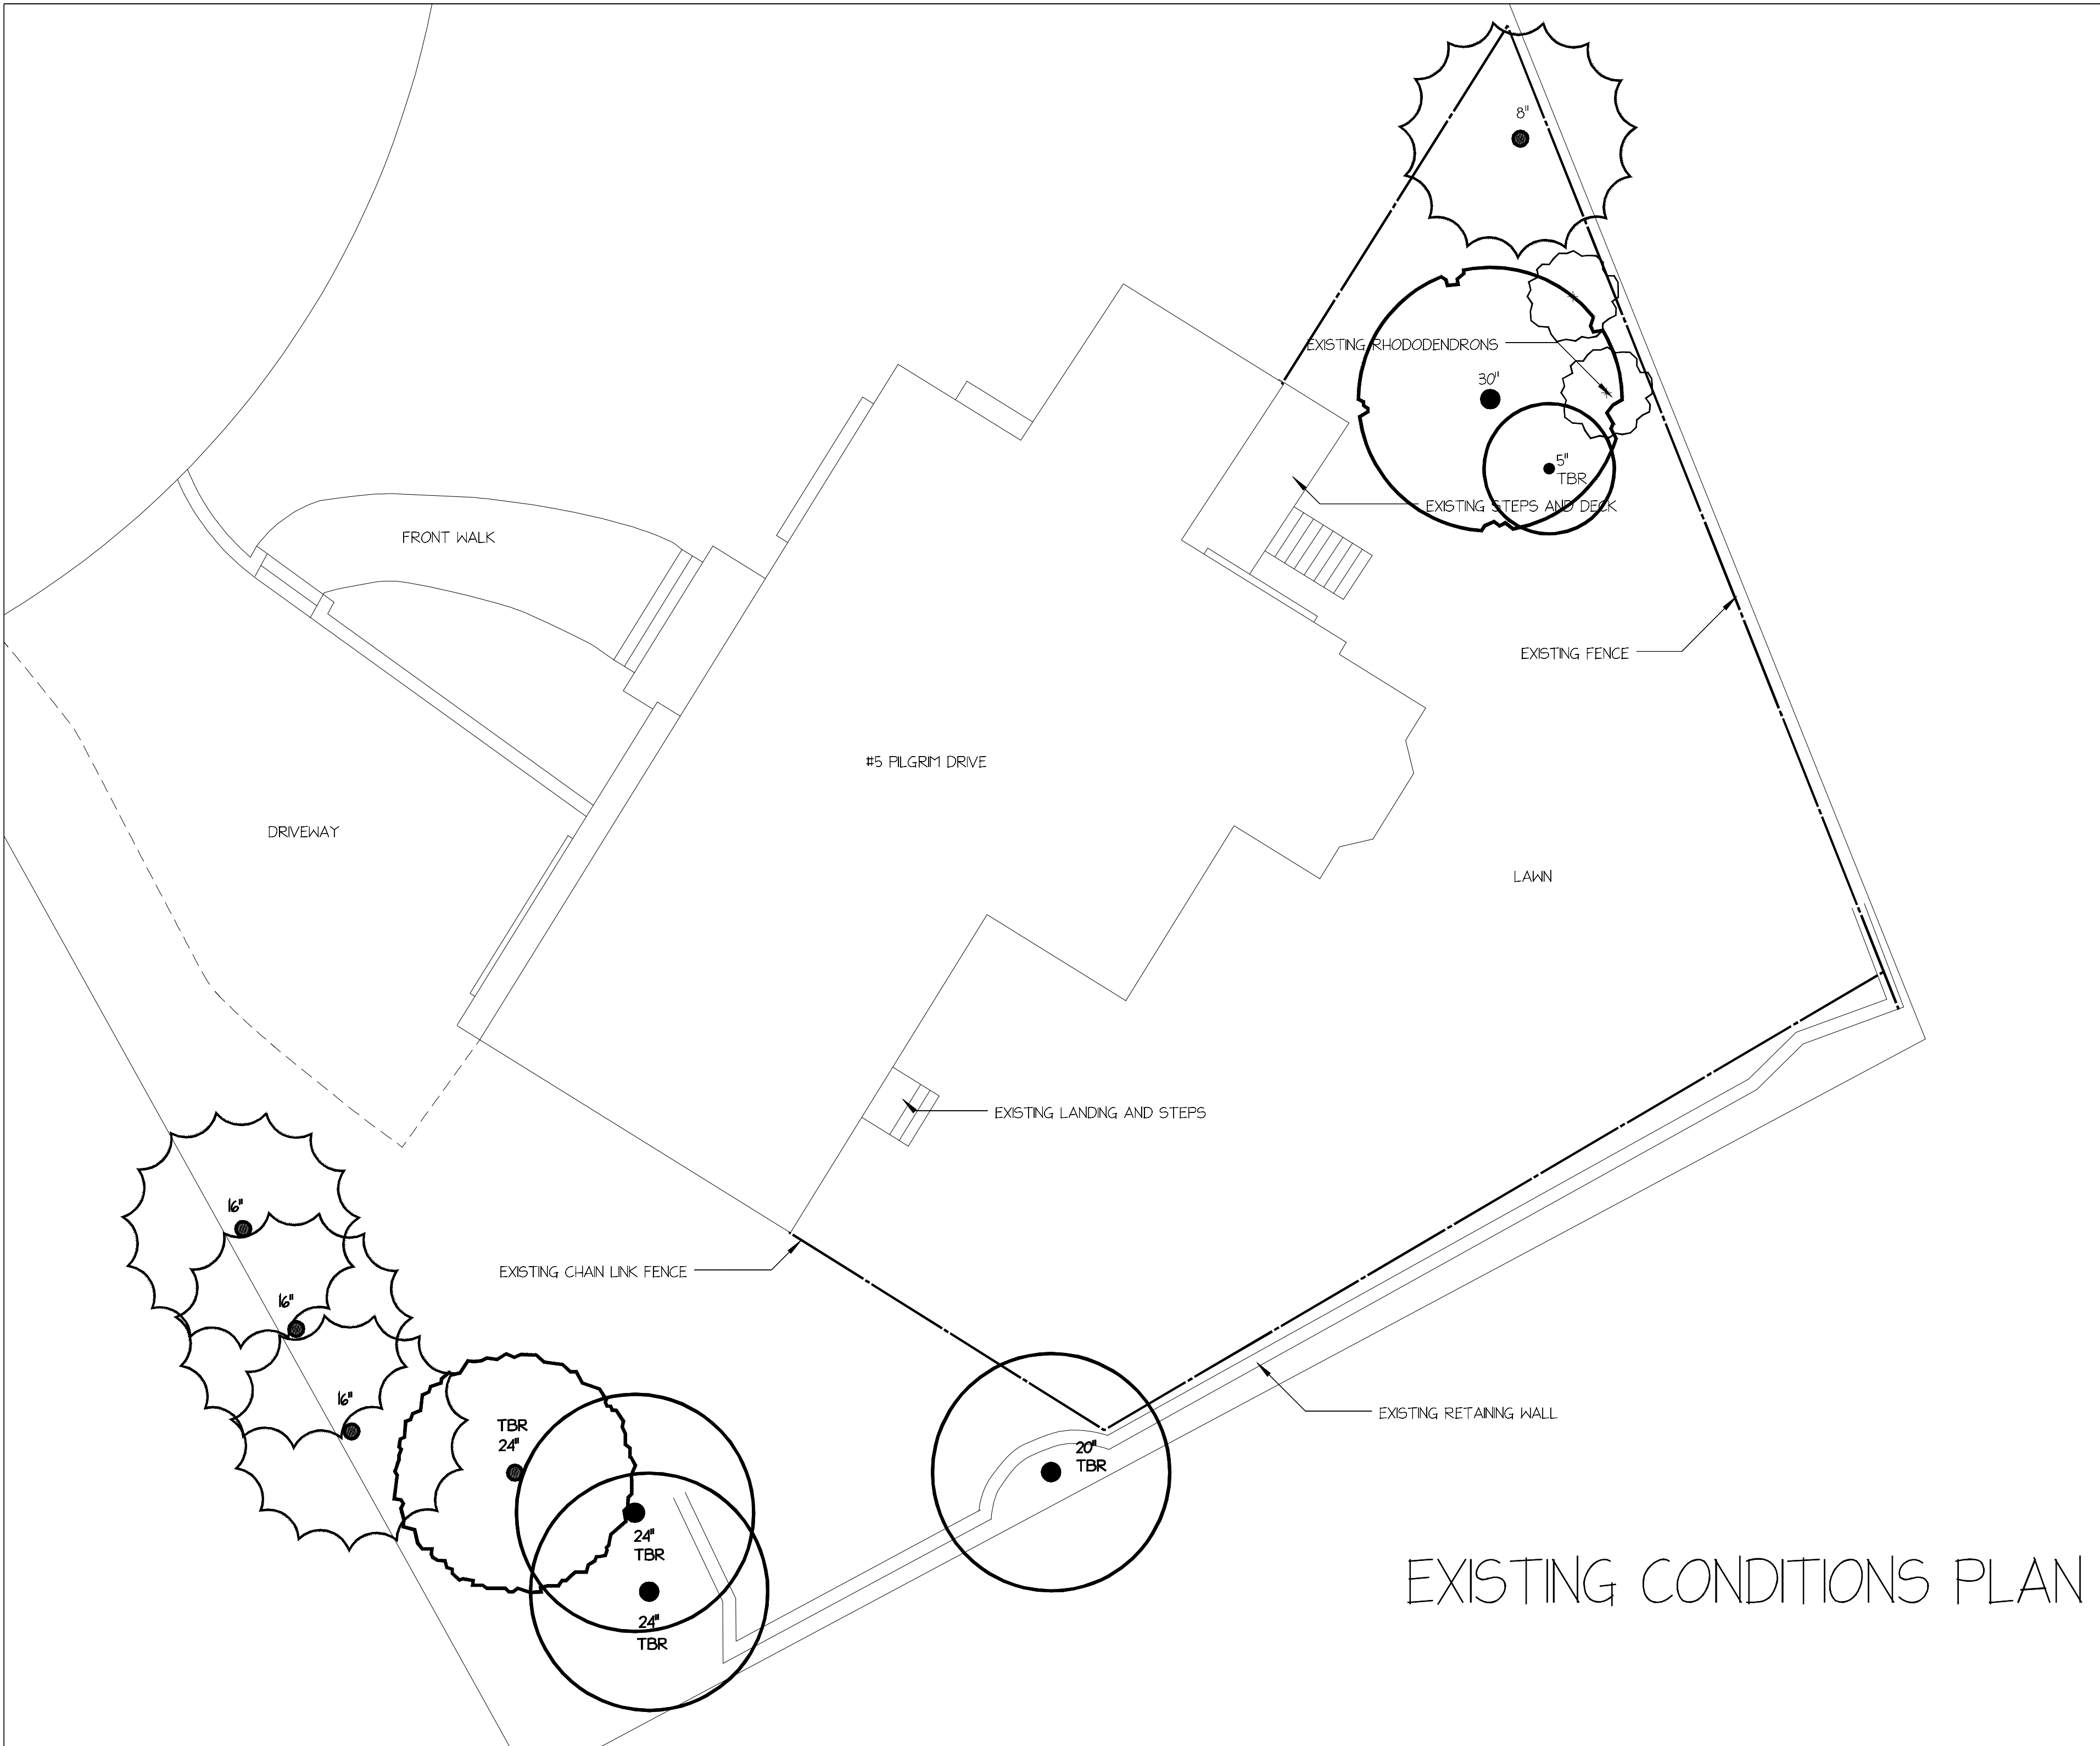 8"
EXISTING RHODODENDRONS
30"
5"
TBR
EXISTING STEPS AND DECK
FRONT WALK
EXISTING FENCE
#5 PILGRIM DRIVE
DRIVEWAY
LAWN
EXISTING LANDING AND STEPS
16"
EXISTING CHAIN LINK FENCE
16"
16"
EXISTING RETAINING WALL
TBR
24"
20"
TBR
24"
TBR
24"
TBR
EXISTING CONDITIONS PLAN